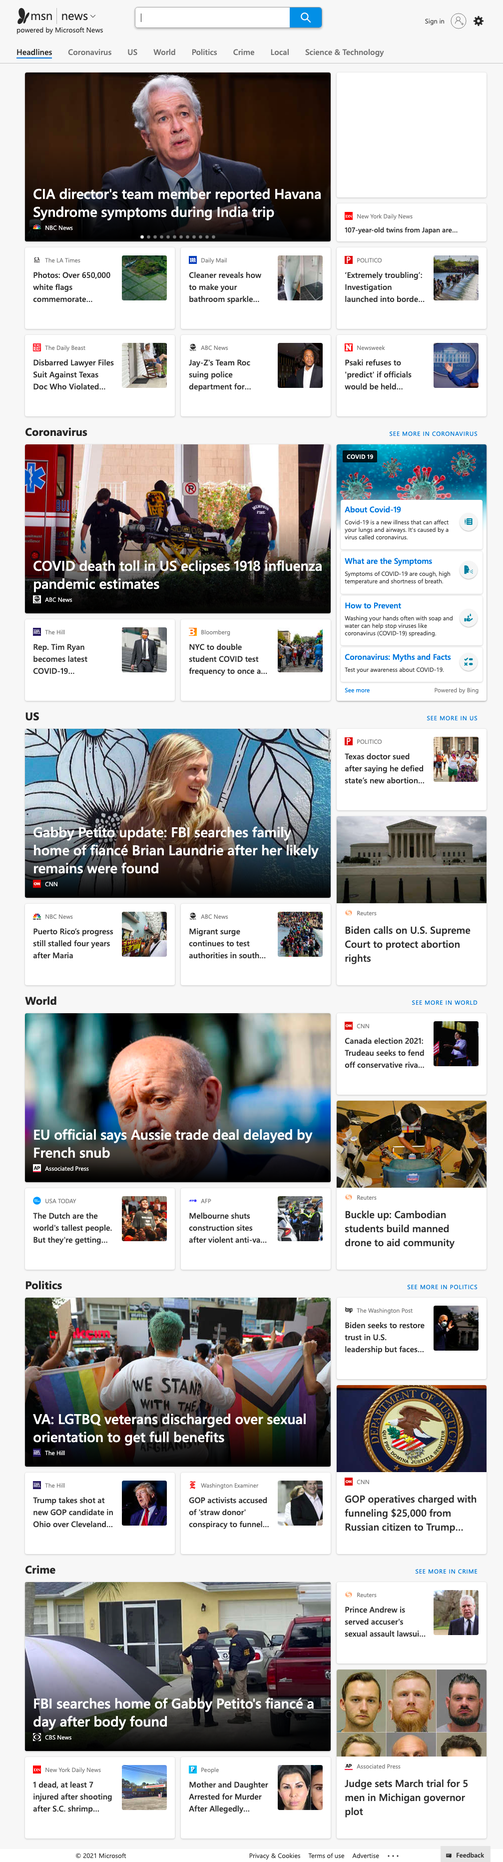 msn | news
powered by Microsoft News
Sign in
Headlines Coronavirus US World Politics Crime Local Science & Technology
CIA director's team member reported Havana
Syndrome symptoms during India trip
NBC News
New York Daily News
107-year-old twins from Japan are...
The LA Times
Photos: Over 650,000
white flags
commemorate...
Daily Mail
Cleaner reveals how
to make your
bathroom sparkle...
POLITICO
'Extremely troubling':
Investigation
launched into borde...
The Daily Beast
Disbarred Lawyer Files
Suit Against Texas
Doc Who Violated...
ABC News
Jay-Z's Team Roc
suing police
department for...
Newsweek
Psaki refuses to
'predict' if officials
would be held...
Coronavirus
SEE MORE IN CORONAVIRUS
COVID death toll in US eclipses 1918 influenza
pandemic estimates
ABC News
COVID 19
About Covid-19
Covid-19 is a new illness that can affect
your lungs and airways. It's caused by a
virus called coronavirus.
What are the Symptoms
Symptoms of COVID-19 are cough, high
temperature and shortness of breath.
How to Prevent
Washing your hands often with soap and
water can help stop viruses like
coronavirus (COVID-19) spreading.
Coronavirus: Myths and Facts
Test your awareness about COVID-19.
See more
Powered by Bing
The Hill
Rep. Tim Ryan
becomes latest
COVID-19...
Bloomberg
NYC to double
student COVID test
frequency to once a...
US
SEE MORE IN US
Gabby Petito update: FBI searches family
home of fiancé Brian Laundrie after her likely
remains were found
CNN
POLITICO
Texas doctor sued
after saying he defied
state's new abortion...
Reuters
Biden calls on U.S. Supreme
Court to protect abortion
rights
NBC News
Puerto Rico's progress
still stalled four years
after Maria
ABC News
Migrant surge
continues to test
authorities in south...
World
SEE MORE IN WORLD
EU official says Aussie trade deal delayed by
French snub
Associated Press
CNN
Canada election 2021:
Trudeau seeks to fend
off conservative riva...
Reuters
Buckle up: Cambodian
students build manned
drone to aid community
USA TODAY
The Dutch are the
world's tallest people.
But they're getting...
AFP
Melbourne shuts
construction sites
after violent anti-va...
Politics
SEE MORE IN POLITICS
WE STAND
WITH THE
VA: LGTBQ veterans discharged over sexual
orientation to get full benefits
The Hill
The Washington Post
Biden seeks to restore
trust in U.S.
leadership but faces...
DEPARTMENT OF JUSTICE
CNN
GOP operatives charged with
funneling $25,000 from
Russian citizen to Trump...
The Hill
Trump takes shot at
new GOP candidate in
Ohio over Cleveland...
Washington Examiner
GOP activists accused
of 'straw donor'
conspiracy to funnel...
Crime
SEE MORE IN CRIME
FBI searches home of Gabby Petito's fiancé a
day after body found
CBS News
Reuters
Prince Andrew is
served accuser's
sexual assault lawsui...
Associated Press
Judge sets March trial for 5
men in Michigan governor
plot
New York Daily News
1 dead, at least 7
injured after shooting
after S.C. shrimp...
People
Mother and Daughter
Arrested for Murder
After Allegedly...
© 2021 Microsoft
Privacy & Cookies Terms of use Advertise ...
Feedback